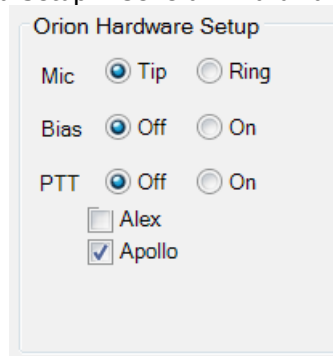 Orion Hardware Setup
Mic Tip Ring
Bias Off On
PTT Off On
Alex
Apollo